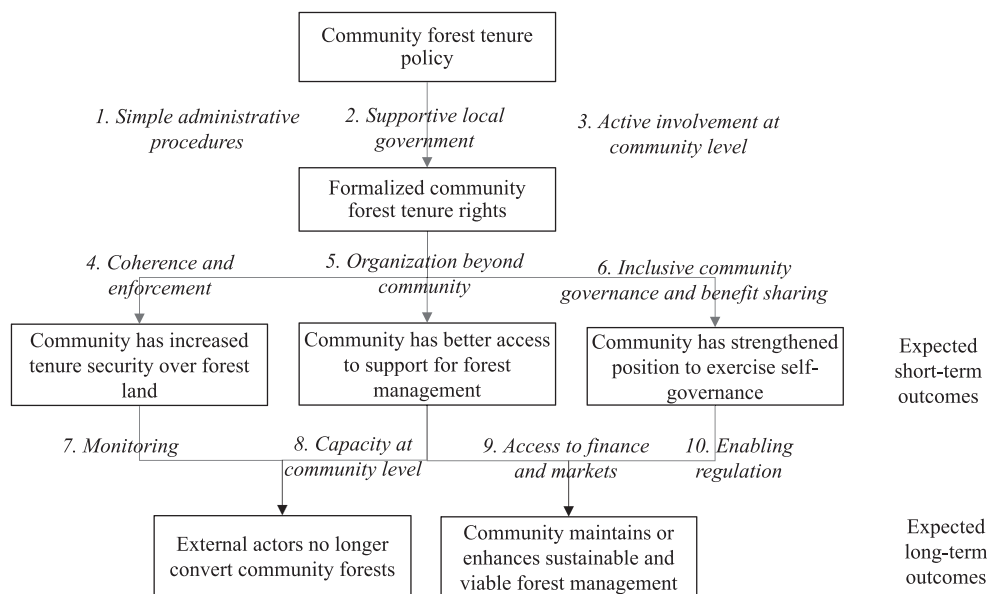 Community forest tenure
policy
1. Simple administrative
procedures
2. Supportive local
government
3. Active involvement at
community level
Formalized community
forest tenure rights
4. Coherence and
enforcement
5. Organization beyond
community
6. Inclusive community
governance and benefit sharing
Community has increased
tenure security over forest
land
Community has better access
to support for forest
management
Community has strengthened
position to exercise self-
governance
Expected
short-term
outcomes
7. Monitoring
8. Capacity at
community level
9. Access to finance
and markets
10. Enabling
regulation
External actors no longer
convert community forests
Community maintains or
enhances sustainable and
viable forest management
Expected
long-term
outcomes